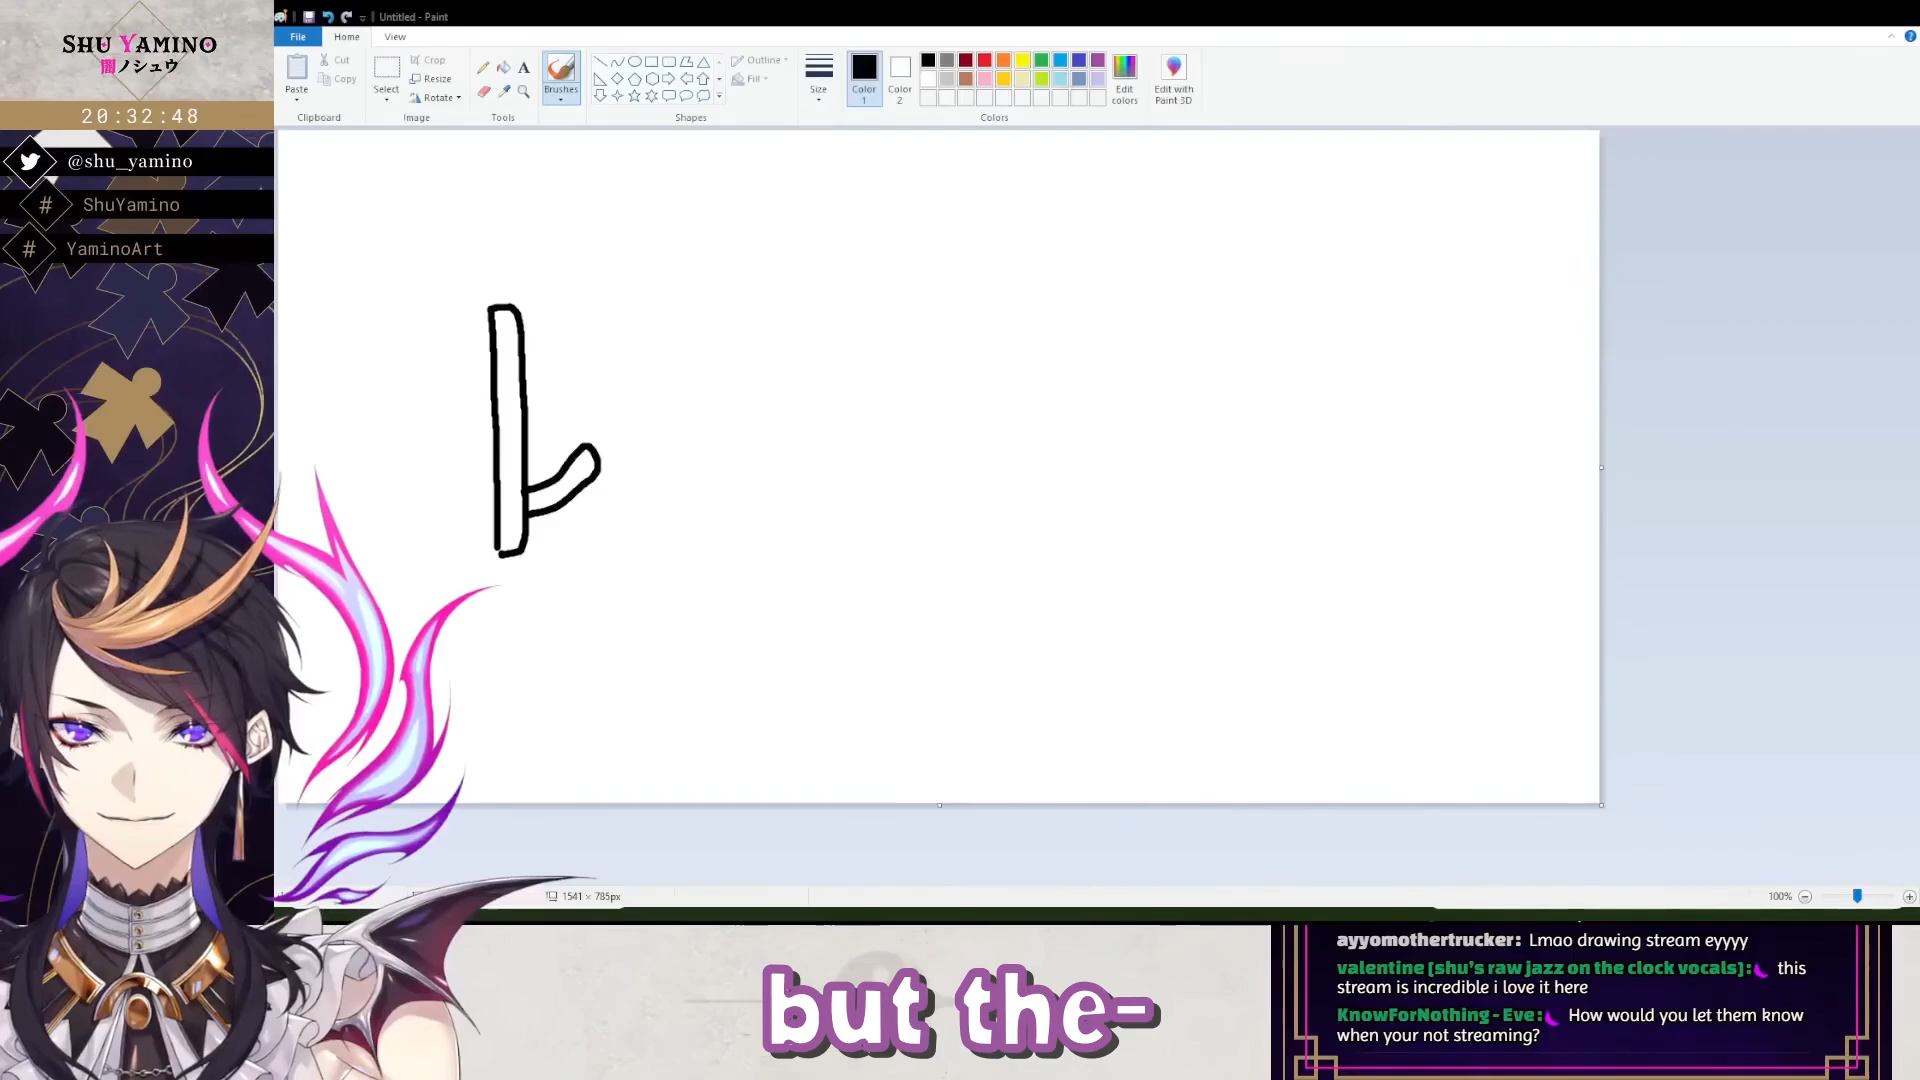 SHU YAMINO
闇ノシュウ
20:32:48
@shu_yamino
# ShuYamino
# YaminoArt
Untitled - Paint
File Home View
Paste
Cut
Copy
Clipboard
Select
Crop
Resize
Rotate
Image
A
Tools
Brushes
Outline
Fill
Shapes
Size
Color 1
Color 2
Edit colors
Edit with Paint 3D
Colors
1541 × 785px
100%
but the-
ayyomothertrucker: Lmao drawing stream eyyyy
valentine [shu's raw jazz on the clock vocals]: this
stream is incredible i love it here
KnowForNothing - Eve: How would you let them know
when your not streaming?